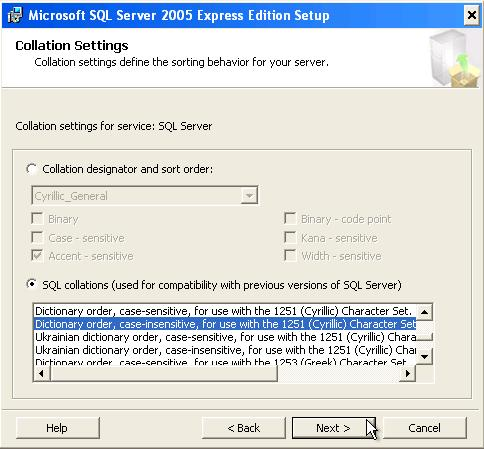 Microsoft SQL Server 2005 Express Edition Setup
Collation Settings
Collation settings define the sorting behavior for your server.
Collation settings for service: SQL Server
Collation designator and sort order:
Cyrillic_General
Binary
Binary - code point
Case - sensitive
Kana - sensitive
Accent - sensitive
Width - sensitive
SQL collations (used for compatibility with previous versions of SQL Server)
Dictionary order, case-sensitive, for use with the 1251 (Cyrillic) Character Set.
Dictionary order, case-insensitive, for use with the 1251 (Cyrillic) Character Set
Ukrainian dictionary order, case-sensitive, for use with the 1251 (Cyrillic) Chara
Ukrainian dictionary order, case-insensitive, for use with the 1251 (Cyrillic) Char
Dictionary order, case-sensitive, for use with the 1253 (Greek) Character Set.
Help
< Back
Next >
Cancel